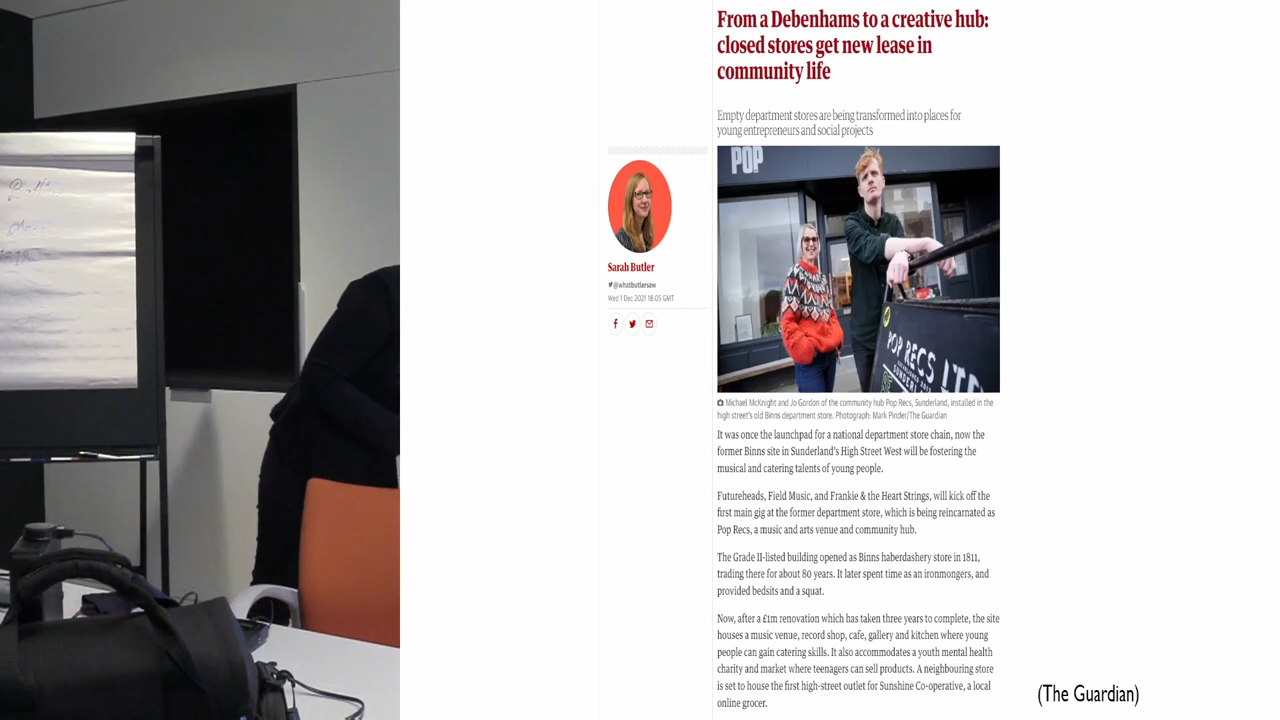 From a Debenhams to a creative hub:
closed stores get new lease in
community life
Empty department stores are being transformed into places for
young entrepreneurs and social projects
Sarah Butler
@whatbutlersaw
Wed 1 Dec 2021 18.05 GMT
POP
POP RECS LTD
Michael McKnight and Jo Gordon of the community hub Pop Recs, Sunderland, installed in the
high street's old Binns department store. Photograph: Mark Pinder/The Guardian
It was once the launchpad for a national department store chain, now the
former Binns site in Sunderland's High Street West will be fostering the
musical and catering talents of young people.
Futureheads, Field Music, and Frankie & the Heart Strings, will kick off the
first main gig at the former department store, which is being reincarnated as
Pop Recs, a music and arts venue and community hub.
The Grade II-listed building opened as Binns haberdashery store in 1811,
trading there for about 80 years. It later spent time as an ironmongers, and
provided bedsits and a squat.
Now, after a £1m renovation which has taken three years to complete, the site
houses a music venue, record shop, cafe, gallery and kitchen where young
people can gain catering skills. It also accommodates a youth mental health
charity and market where teenagers can sell products. A neighbouring store
is set to house the first high-street outlet for Sunshine Co-operative, a local
online grocer.
(The Guardian)